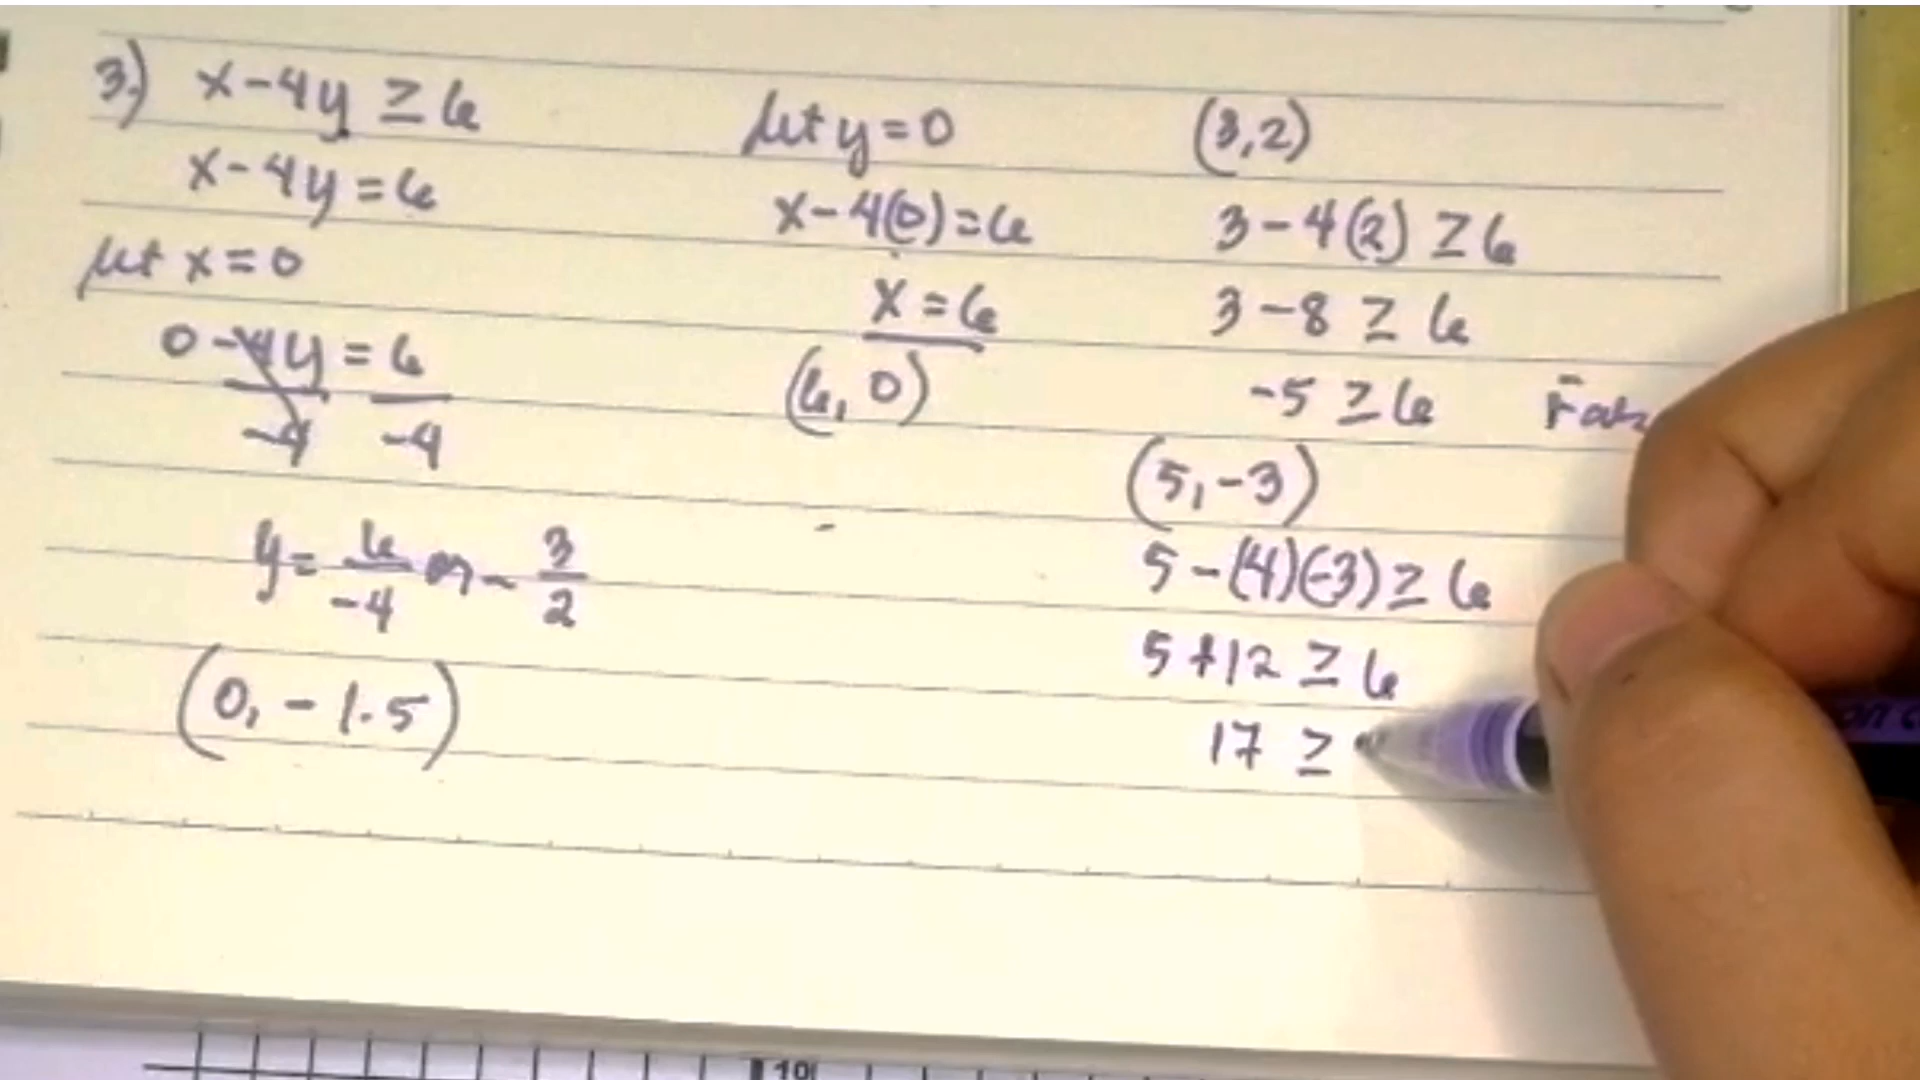 3.) x-4y ≥ 6
x-4y = 6
let x = 0
0-4y = 6
-4 -4
y = 6/-4 or - 3/2
(0, -1.5)
let y = 0
x-4(0) = 6
x = 6
(6, 0)
(3,2)
3-4(2) ≥ 6
3-8 ≥ 6
-5 ≥ 6
(5,-3)
5-(4)(-3) ≥ 6
5+12 ≥ 6
17 ≥
10